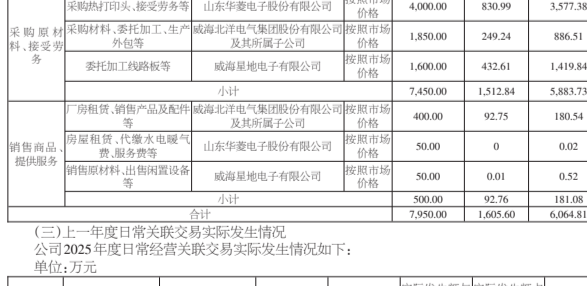 采购热打印头、接受劳务等 山东华菱电子股份有限公司 按照市场价格 4,000.00 830.99 3,577.38
采购原材料、接受劳务
采购材料、委托加工、生产外包等 威海北洋电气集团股份有限公司及其所属子公司 按照市场价格 1,850.00 249.24 886.51
委托加工线路板等 威海星地电子有限公司 按照市场价格 1,600.00 432.61 1,419.84
小计 7,450.00 1,512.84 5,883.73
销售商品、提供服务
厂房租赁、销售产品及配件等 威海北洋电气集团股份有限公司及其所属子公司 按照市场价格 400.00 92.75 180.54
房屋租赁、代缴水电暖气费、服务费等 山东华菱电子股份有限公司 按照市场价格 50.00 0 0.02
销售原材料、出售闲置设备等 威海星地电子有限公司 按照市场价格 50.00 0.01 0.52
小计 500.00 92.76 181.08
合计 7,950.00 1,605.60 6,064.81
(三)上一年度日常关联交易实际发生情况
公司2025年度日常经营关联交易实际发生情况如下:
单位:万元